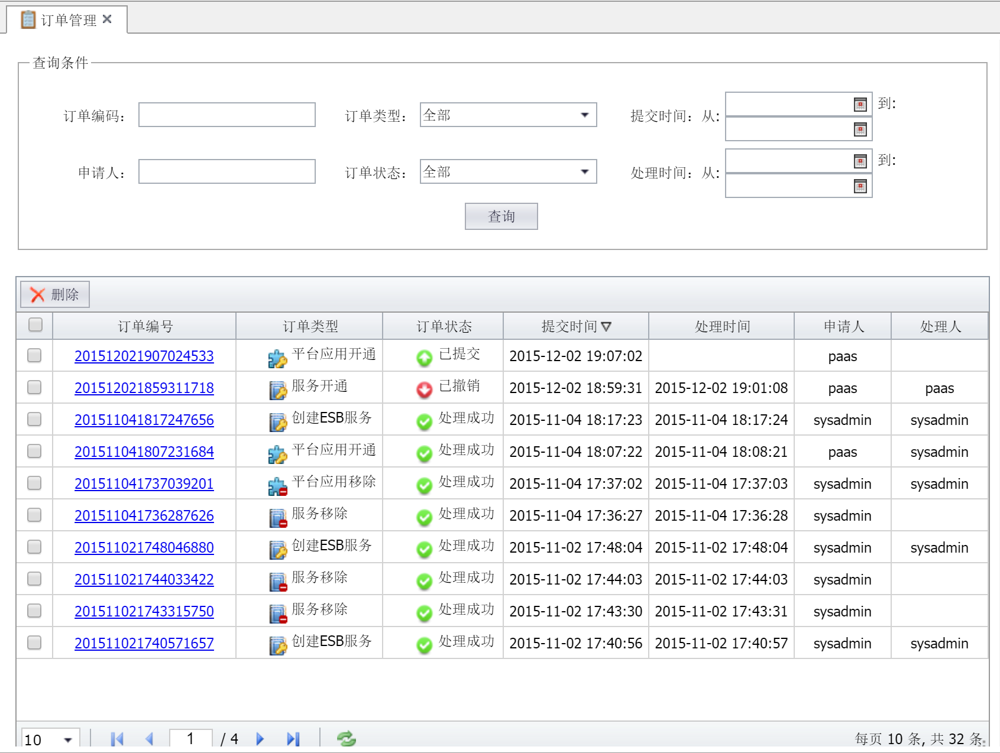 订单管理
查询条件
订单编码： 订单类型： 全部 提交时间：从: 到:
申请人： 订单状态： 全部 处理时间：从: 到:
查询
删除
订单编号 订单类型 订单状态 提交时间 处理时间 申请人 处理人
201512021907024533 平台应用开通 已提交 2015-12-02 19:07:02 paas
201512021859311718 服务开通 已撤销 2015-12-02 18:59:31 2015-12-02 19:01:08 paas paas
201511041817247656 创建ESB服务 处理成功 2015-11-04 18:17:23 2015-11-04 18:17:24 sysadmin sysadmin
201511041807231684 平台应用开通 处理成功 2015-11-04 18:07:22 2015-11-04 18:08:21 paas sysadmin
201511041737039201 平台应用移除 处理成功 2015-11-04 17:37:02 2015-11-04 17:37:03 sysadmin sysadmin
201511041736287626 服务移除 处理成功 2015-11-04 17:36:27 2015-11-04 17:36:28 sysadmin
201511021748046880 创建ESB服务 处理成功 2015-11-02 17:48:04 2015-11-02 17:48:04 sysadmin sysadmin
201511021744033422 服务移除 处理成功 2015-11-02 17:44:03 2015-11-02 17:44:03 sysadmin
201511021743315750 服务移除 处理成功 2015-11-02 17:43:30 2015-11-02 17:43:31 sysadmin
201511021740571657 创建ESB服务 处理成功 2015-11-02 17:40:56 2015-11-02 17:40:57 sysadmin sysadmin
10 1 / 4 每页 10 条, 共 32 条